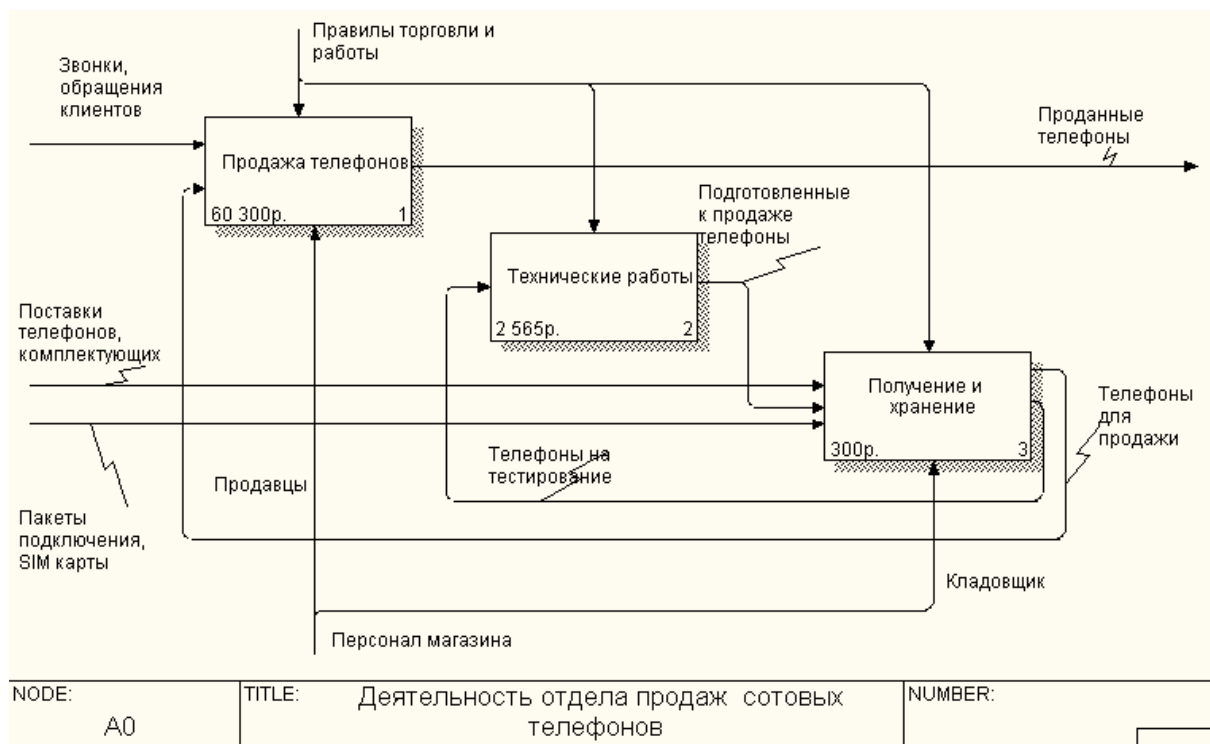 Правилы торговли и
работы
Звонки,
обращения
клиентов
Проданные
телефоны
Продажа телефонов
60 300р. 1
Подготовленные
к продаже
телефоны
Технические работы
2 565р. 2
Поставки
телефонов,
комплектующих
Получение и
хранение
300р. 3
Телефоны
для
продажи
Телефоны на
тестирование
Продавцы
Пакеты
подключения,
SIM карты
Кладовщик
Персонал магазина
NODE:
A0
TITLE:
Деятельность отдела продаж сотовых
телефонов
NUMBER: